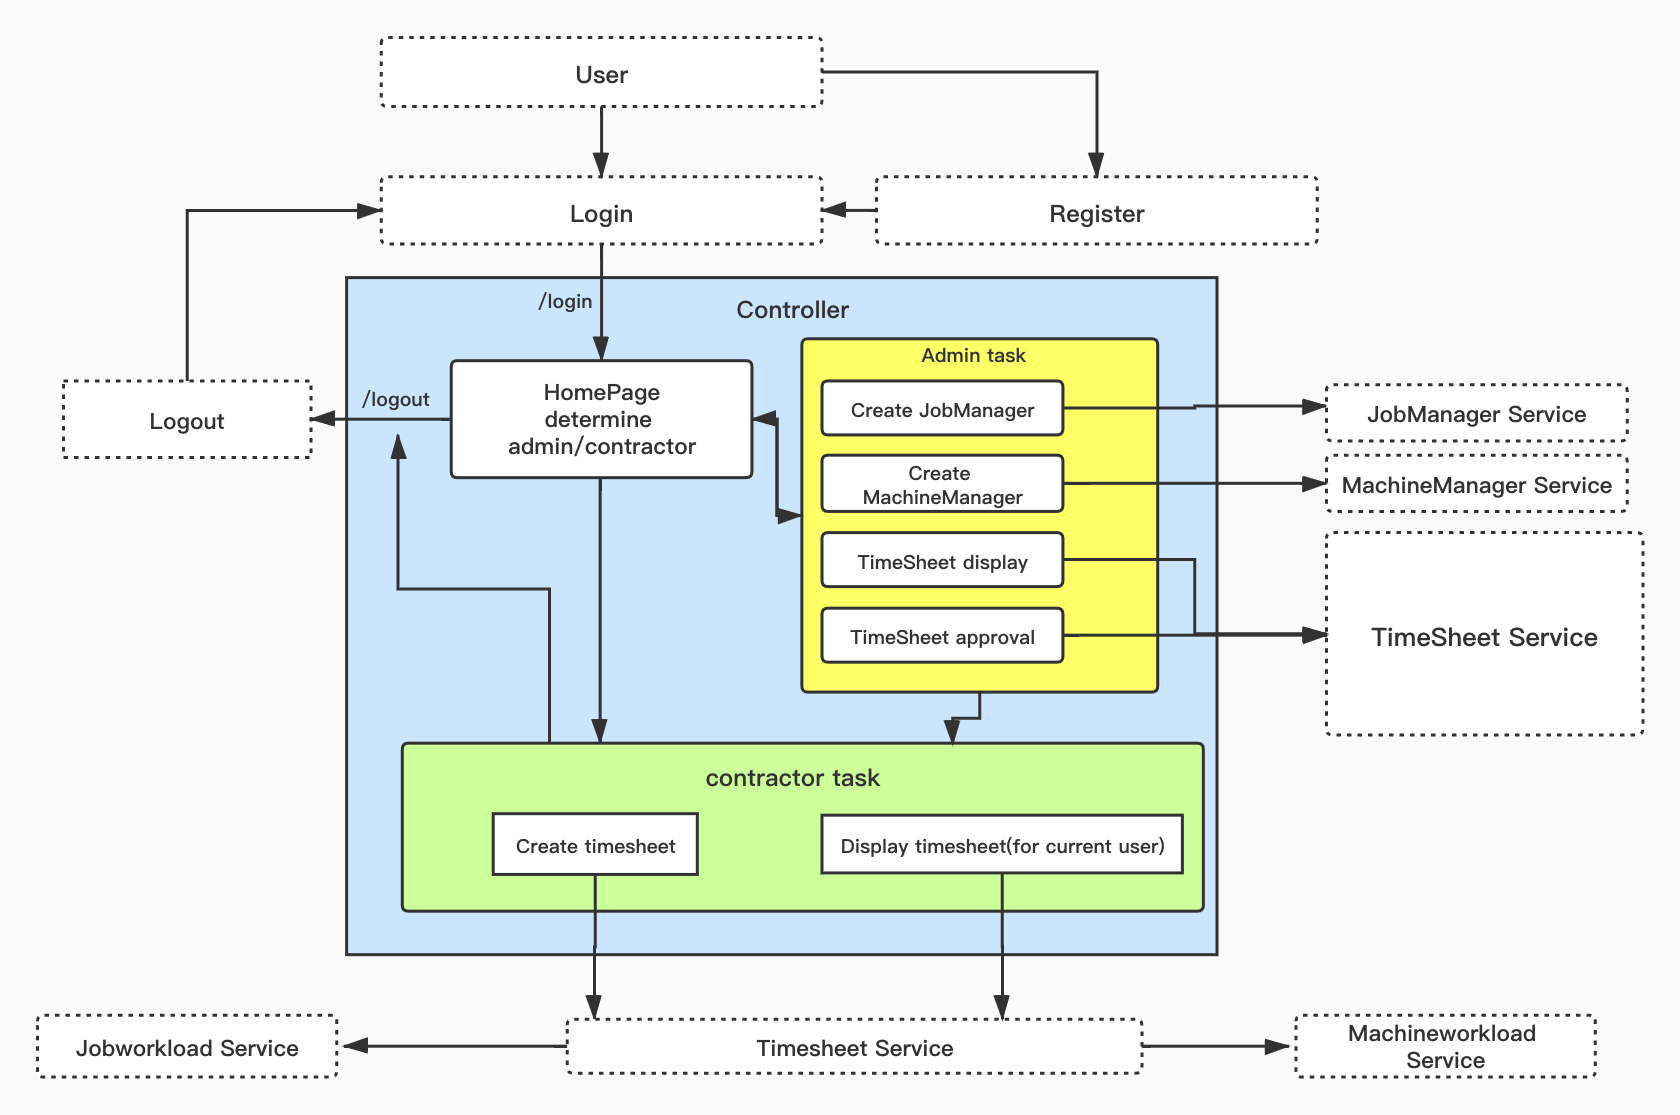 User
Login
Register
/login
Controller
Admin task
HomePage
determine
admin/contractor
/logout
Logout
Create JobManager
JobManager Service
Create
MachineManager
MachineManager Service
TimeSheet display
TimeSheet approval
TimeSheet Service
contractor task
Create timesheet
Display timesheet(for current user)
Jobworkload Service
Timesheet Service
Machineworkload
Service